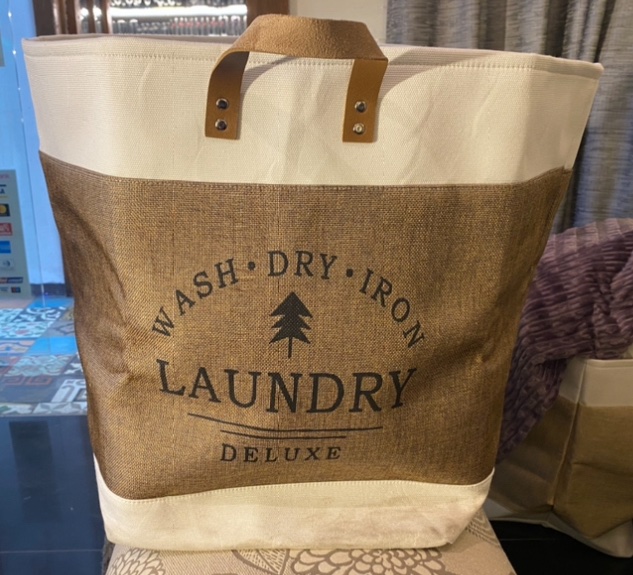 WASH • DRY • IRON
LAUNDRY
DELUXE